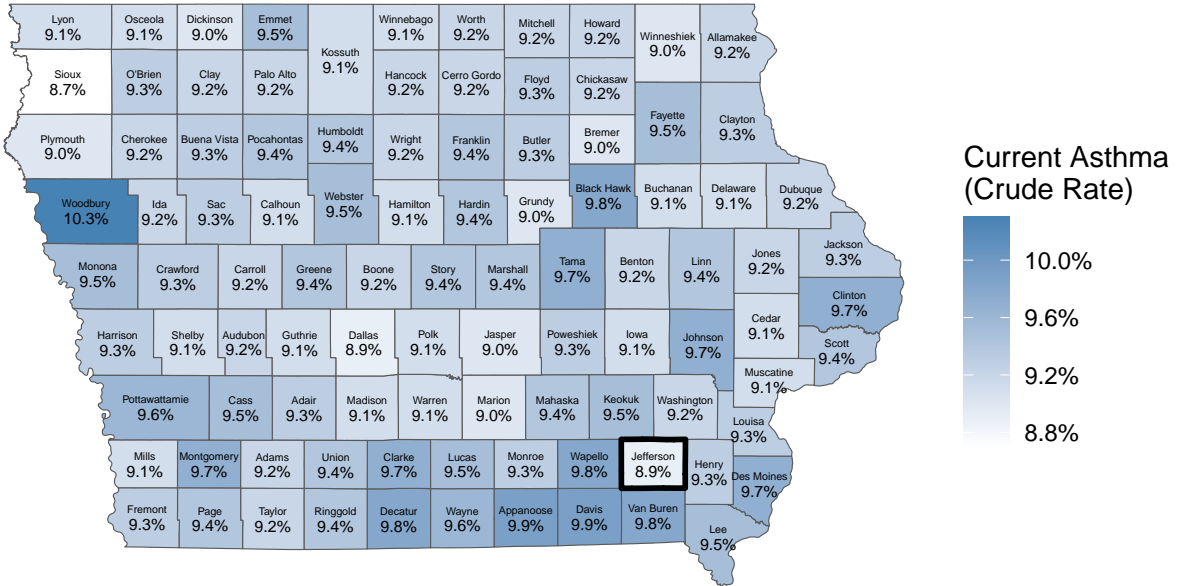 Lyon
9.1%
Osceola
9.1%
Dickinson
9.0%
Emmet
9.5%
Kossuth
9.1%
Winnebago
9.1%
Worth
9.2%
Mitchell
9.2%
Howard
9.2%
Winneshiek
9.0%
Allamakee
9.2%
Sioux
8.7%
O'Brien
9.3%
Clay
9.2%
Palo Alto
9.2%
Hancock
9.2%
Cerro Gordo
9.2%
Floyd
9.3%
Chickasaw
9.2%
Fayette
9.5%
Clayton
9.3%
Plymouth
9.0%
Cherokee
9.2%
Buena Vista
9.3%
Pocahontas
9.4%
Humboldt
9.4%
Wright
9.2%
Franklin
9.4%
Butler
9.3%
Bremer
9.0%
Woodbury
10.3%
Ida
9.2%
Sac
9.3%
Calhoun
9.1%
Webster
9.5%
Hamilton
9.1%
Hardin
9.4%
Grundy
9.0%
Black Hawk
9.8%
Buchanan
9.1%
Delaware
9.1%
Dubuque
9.2%
Monona
9.5%
Crawford
9.3%
Carroll
9.2%
Greene
9.4%
Boone
9.2%
Story
9.4%
Marshall
9.4%
Tama
9.7%
Benton
9.2%
Linn
9.4%
Jones
9.2%
Jackson
9.3%
Clinton
9.7%
Harrison
9.3%
Shelby
9.1%
Audubon
9.2%
Guthrie
9.1%
Dallas
8.9%
Polk
9.1%
Jasper
9.0%
Poweshiek
9.3%
Iowa
9.1%
Johnson
9.7%
Cedar
9.1%
Scott
9.4%
Muscatine
9.1%
Pottawattamie
9.6%
Cass
9.5%
Adair
9.3%
Madison
9.1%
Warren
9.1%
Marion
9.0%
Mahaska
9.4%
Keokuk
9.5%
Washington
9.2%
Louisa
9.3%
Mills
9.1%
Montgomery
9.7%
Adams
9.2%
Union
9.4%
Clarke
9.7%
Lucas
9.5%
Monroe
9.3%
Wapello
9.8%
Jefferson
8.9%
Henry
9.3%
Des Moines
9.7%
Fremont
9.3%
Page
9.4%
Taylor
9.2%
Ringgold
9.4%
Decatur
9.8%
Wayne
9.6%
Appanoose
9.9%
Davis
9.9%
Van Buren
9.8%
Lee
9.5%
Current Asthma
(Crude Rate)
10.0%
9.6%
9.2%
8.8%